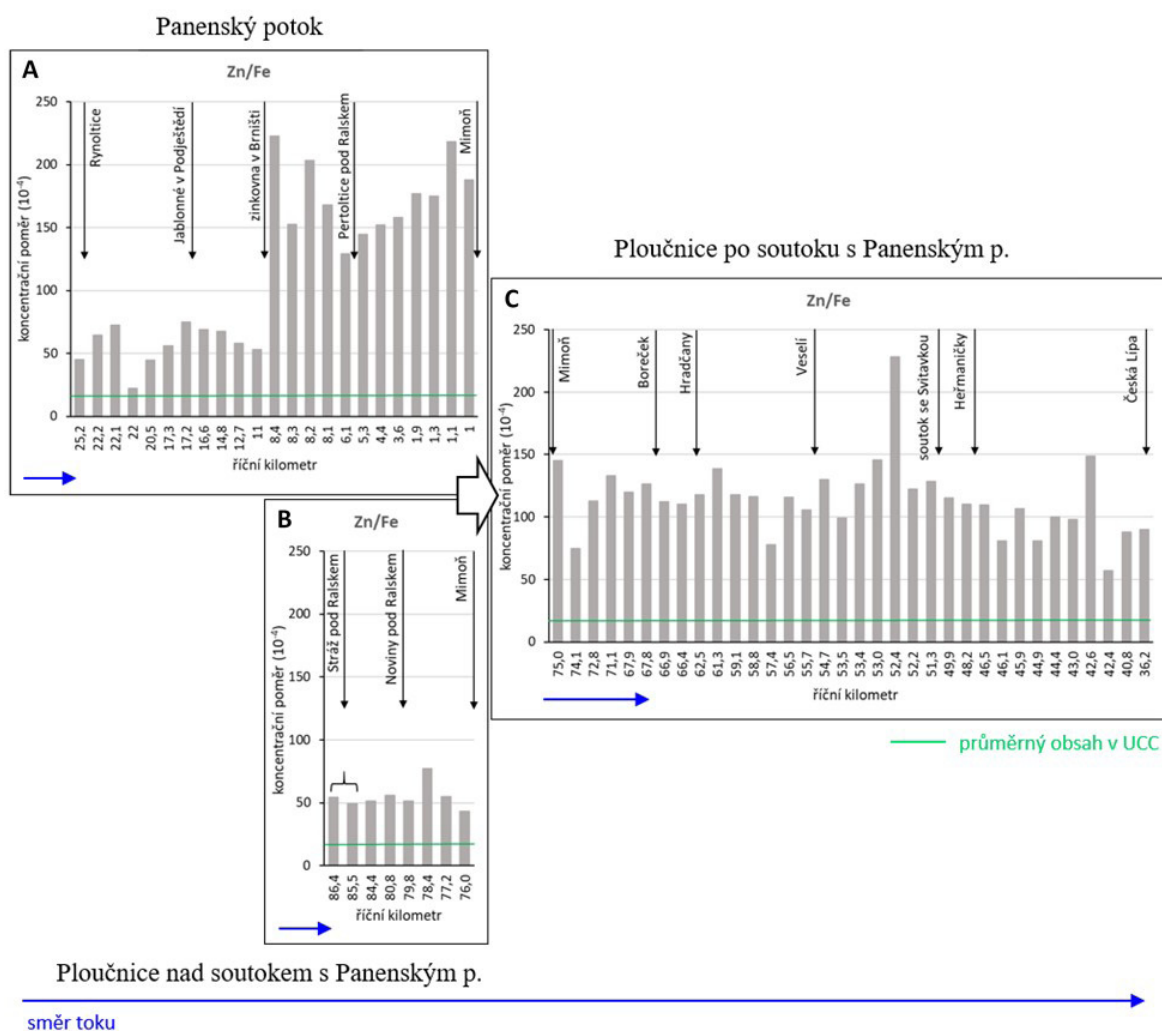 Panenský potok
A
Zn/Fe
koncentrační poměr (10⁻⁴)
250
200
150
100
50
0
Rynoltice
Jablonné v Podještědí
zinkovna v Brništi
Pertoltice pod Ralskem
Mimoň
25,2 22,2 22,1 22 20,5 17,3 17,2 16,6 14,8 12,7 11 8,4 8,3 8,2 8,1 6,1 5,3 4,4 3,6 1,9 1,3 1,1 1
říční kilometr
Ploučnice po soutoku s Panenským p.
C
Zn/Fe
koncentrační poměr (10⁻⁴)
250
200
150
100
50
0
Mimoň
Boreček
Hradčany
Veselí
soutok se Svitavkou
Heřmaničky
Česká Lípa
75,0 74,1 72,8 71,1 67,9 67,8 66,9 66,4 62,5 61,3 59,1 58,8 57,4 56,5 55,7 54,7 53,5 53,4 53,0 52,4 52,2 51,3 49,9 48,2 46,5 46,1 45,9 44,9 44,4 43,0 42,6 42,4 40,8 36,2
říční kilometr
průměrný obsah v UCC
B
Zn/Fe
koncentrační poměr (10⁻⁴)
250
200
150
100
50
0
Stráž pod Ralskem
Noviny pod Ralskem
Mimoň
86,4 85,5 84,4 80,8 79,8 78,4 77,2 76,0
říční kilometr
Ploučnice nad soutokem s Panenským p.
směr toku